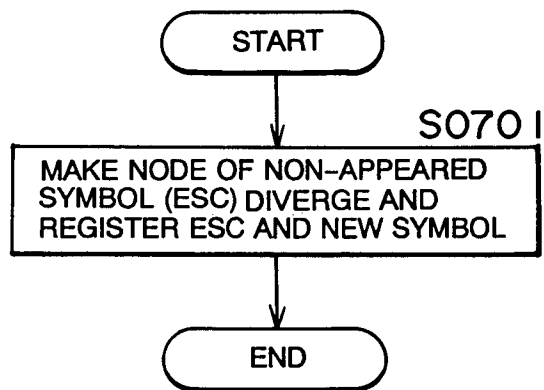 START
S0701
MAKE NODE OF NON-APPEARED
SYMBOL (ESC) DIVERGE AND
REGISTER ESC AND NEW SYMBOL
END